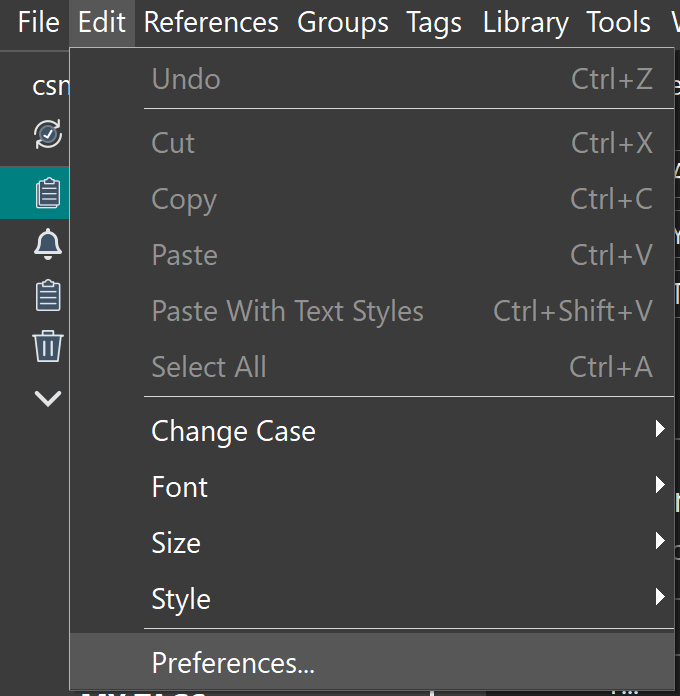 File Edit References Groups Tags Library Tools
Undo Ctrl+Z
Cut Ctrl+X
Copy Ctrl+C
Paste Ctrl+V
Paste With Text Styles Ctrl+Shift+V
Select All Ctrl+A
Change Case
Font
Size
Style
Preferences...